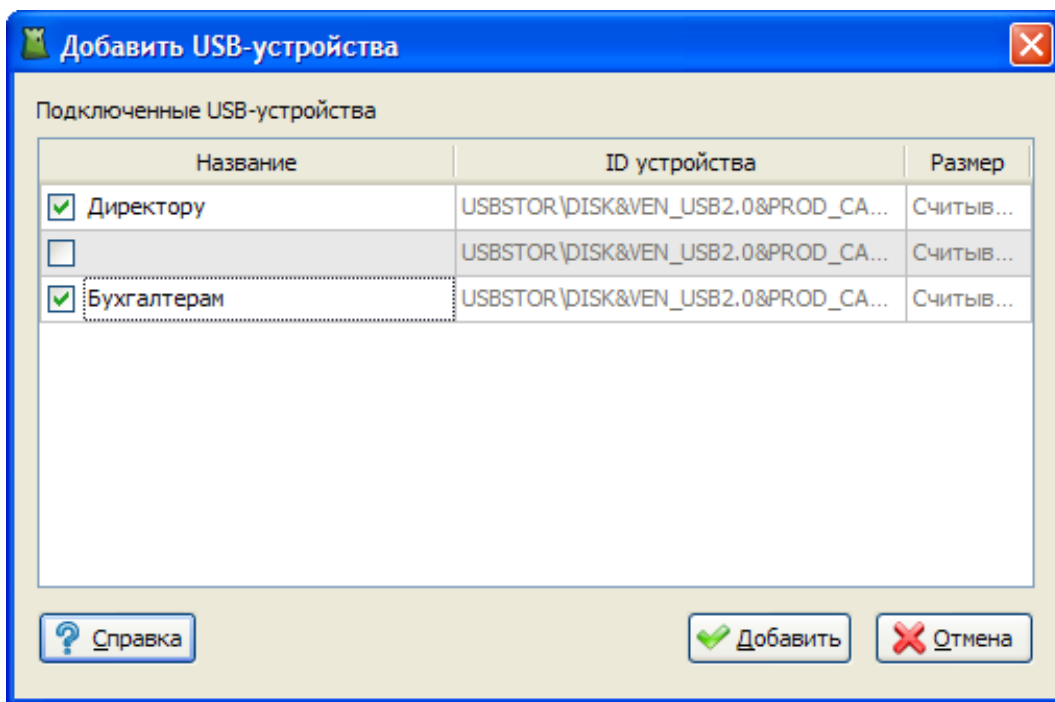 Добавить USB-устройства
Подключенные USB-устройства
Название ID устройства Размер
Директору USBSTOR\DISK&VEN_USB2.0&PROD_CA... Считыв...
USBSTOR\DISK&VEN_USB2.0&PROD_CA... Считыв...
Бухгалтерам USBSTOR\DISK&VEN_USB2.0&PROD_CA... Считыв...
Справка Добавить Отмена